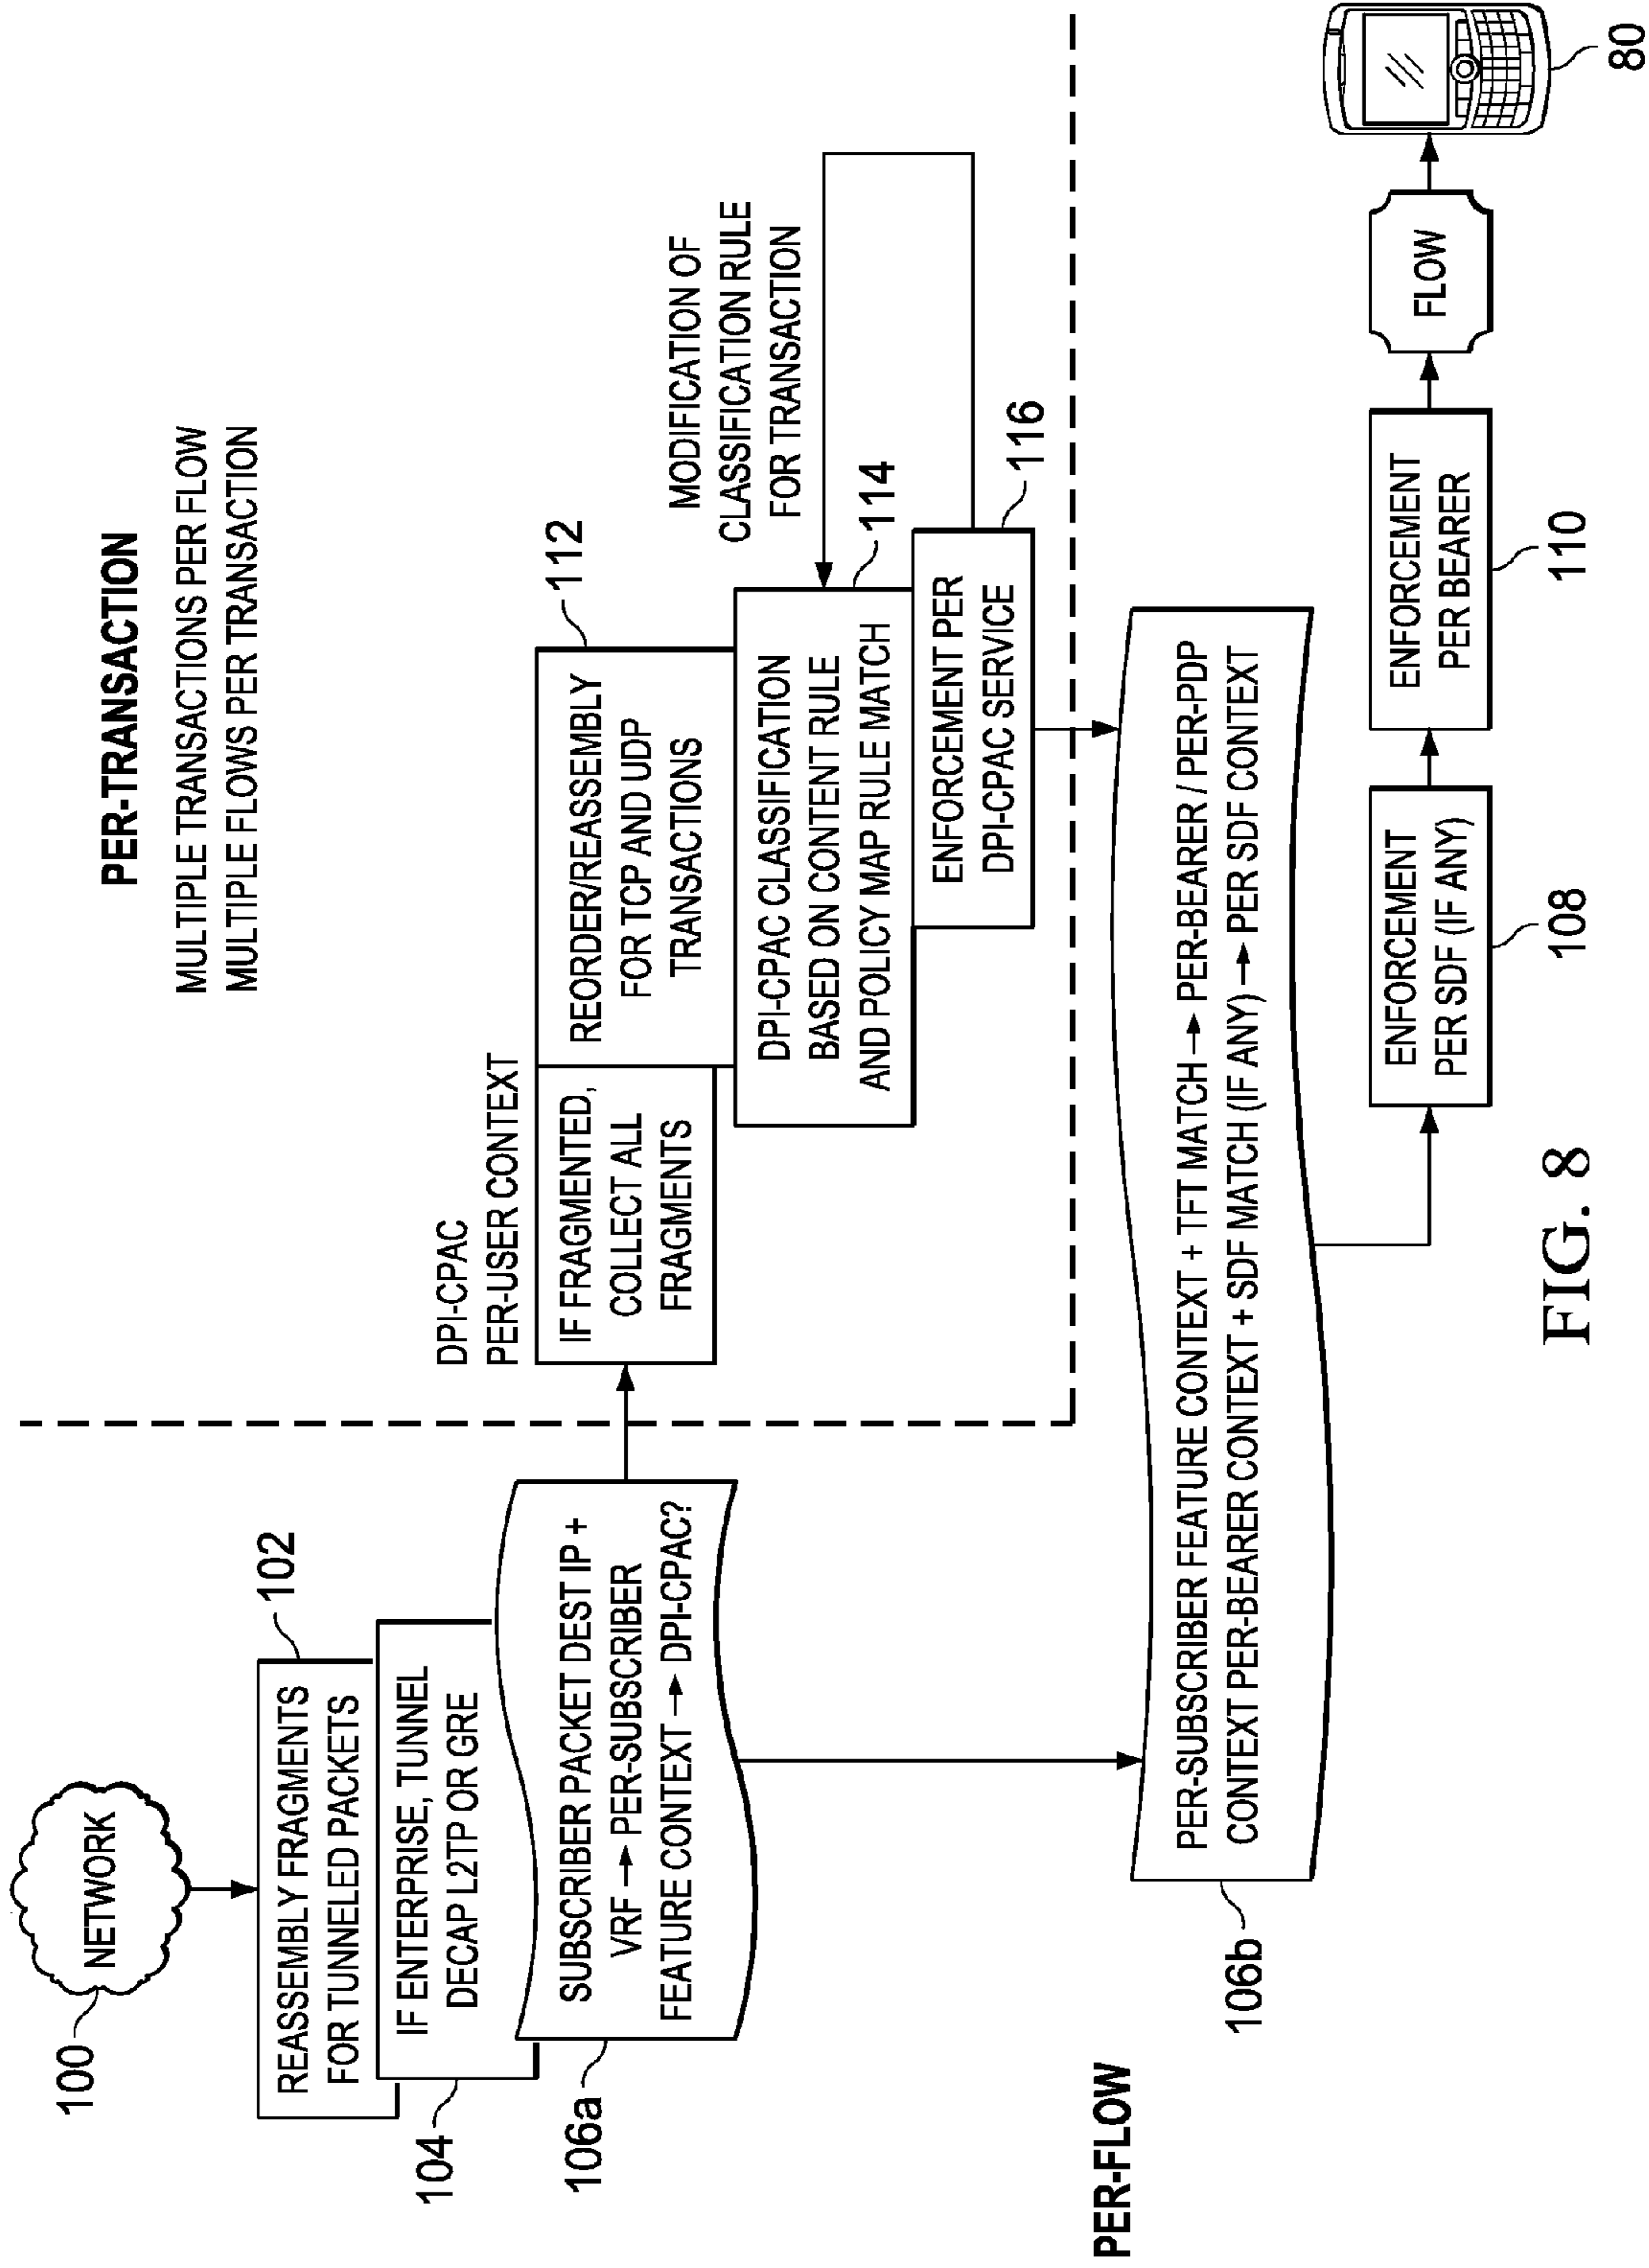 PER-TRANSACTION
MULTIPLE TRANSACTIONS PER FLOW
MULTIPLE FLOWS PER TRANSACTION
100
NETWORK
REASSEMBLY FRAGMENTS
FOR TUNNELED PACKETS
102
IF ENTERPRISE, TUNNEL
DECAP L2TP OR GRE
104
SUBSCRIBER PACKET DEST IP +
VRF → PER-SUBSCRIBER
FEATURE CONTEXT → DPI-CPAC?
106a
DPI-CPAC
PER-USER CONTEXT
IF FRAGMENTED,
COLLECT ALL
FRAGMENTS
REORDER/REASSEMBLY
FOR TCP AND UDP
TRANSACTIONS
112
DPI-CPAC CLASSIFICATION
BASED ON CONTENT RULE
AND POLICY MAP RULE MATCH
114
MODIFICATION OF
CLASSIFICATION RULE
FOR TRANSACTION
ENFORCEMENT PER
DPI-CPAC SERVICE
116
PER-FLOW
PER-SUBSCRIBER FEATURE CONTEXT + TFT MATCH → PER-BEARER / PER-PDP
CONTEXT PER-BEARER CONTEXT + SDF MATCH (IF ANY) → PER SDF CONTEXT
106b
ENFORCEMENT
PER SDF (IF ANY)
108
ENFORCEMENT
PER BEARER
110
FLOW
80
FIG. 8